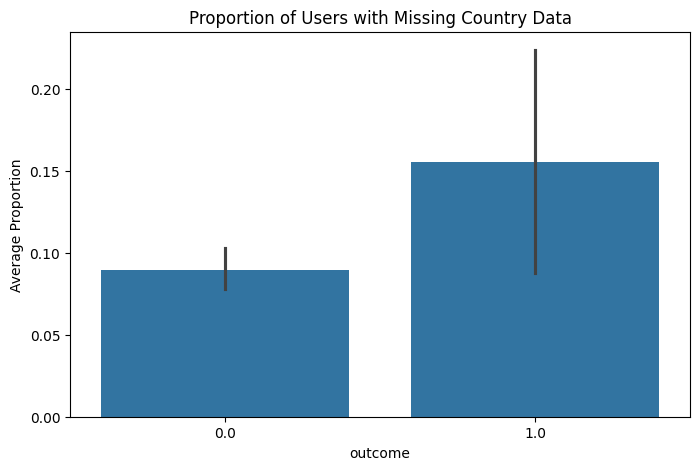 Proportion of Users with Missing Country Data
Average Proportion
0.20
0.15
0.10
0.05
0.00
0.0 1.0
outcome